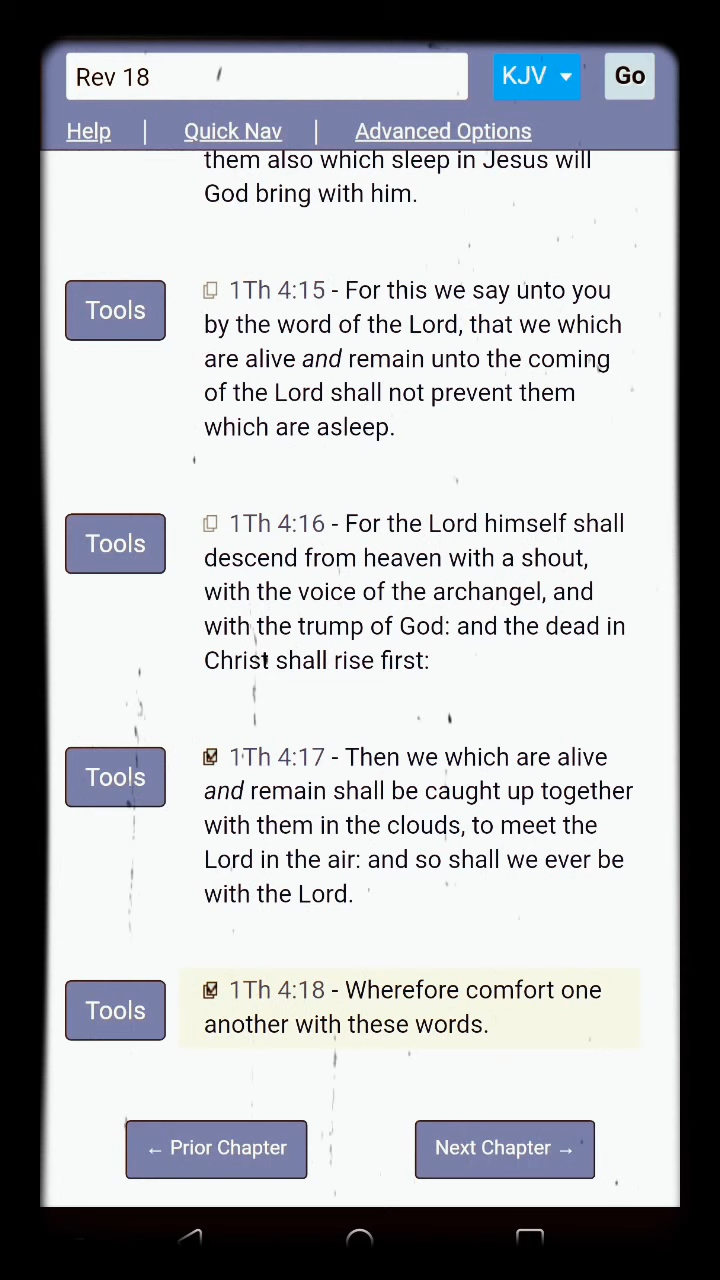 Rev 18
KJV
Go
Help | Quick Nav | Advanced Options
them also which sleep in Jesus will
God bring with him.
Tools
1Th 4:15 - For this we say unto you
by the word of the Lord, that we which
are alive and remain unto the coming
of the Lord shall not prevent them
which are asleep.
Tools
1Th 4:16 - For the Lord himself shall
descend from heaven with a shout,
with the voice of the archangel, and
with the trump of God: and the dead in
Christ shall rise first:
Tools
1Th 4:17 - Then we which are alive
and remain shall be caught up together
with them in the clouds, to meet the
Lord in the air: and so shall we ever be
with the Lord.
Tools
1Th 4:18 - Wherefore comfort one
another with these words.
← Prior Chapter
Next Chapter →